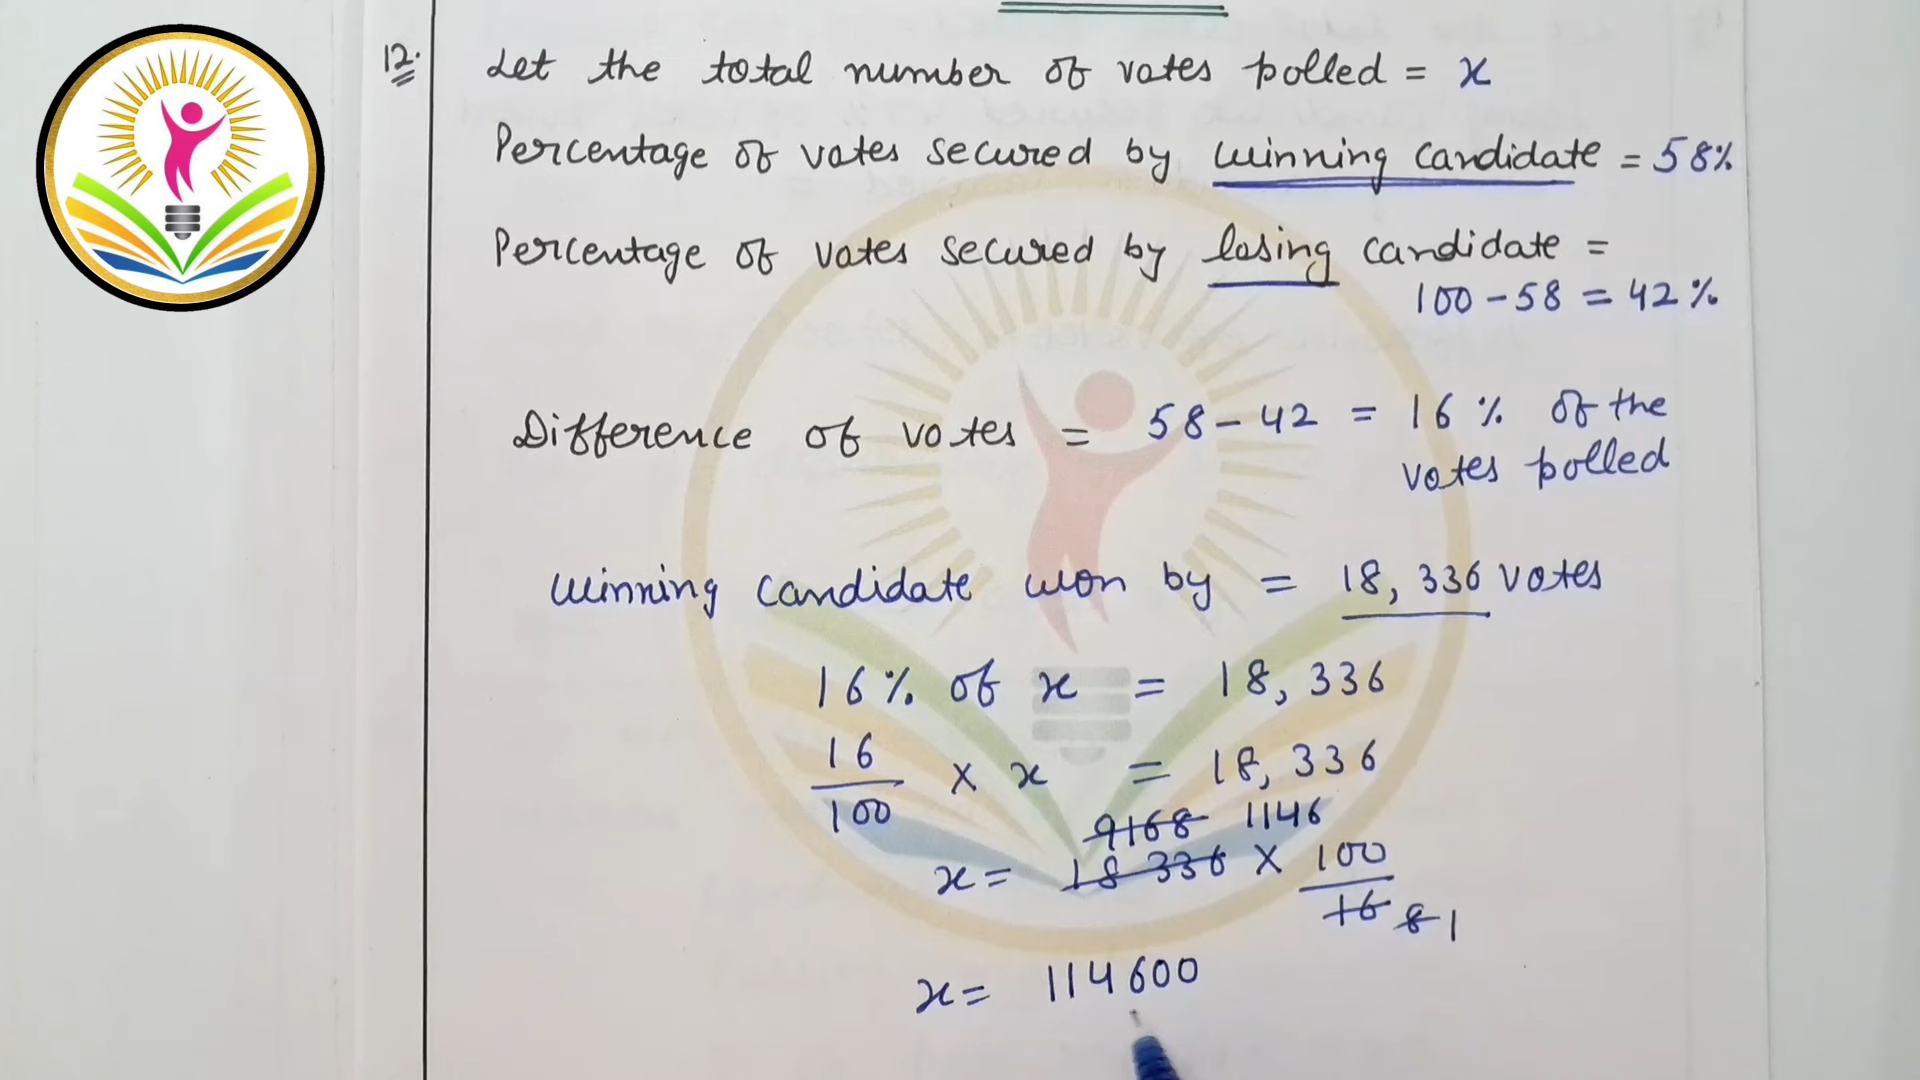 12. Let the total number of votes polled = x
Percentage of votes secured by winning candidate = 58%
Percentage of votes secured by losing candidate =
100 - 58 = 42%
Difference of votes = 58 - 42 = 16% of the
votes polled
Winning candidate won by = 18,336 votes
16% of x = 18,336
16/100 × x = 18,336
9168 1146
x = 18 336 × 100/16 8 1
x = 114600